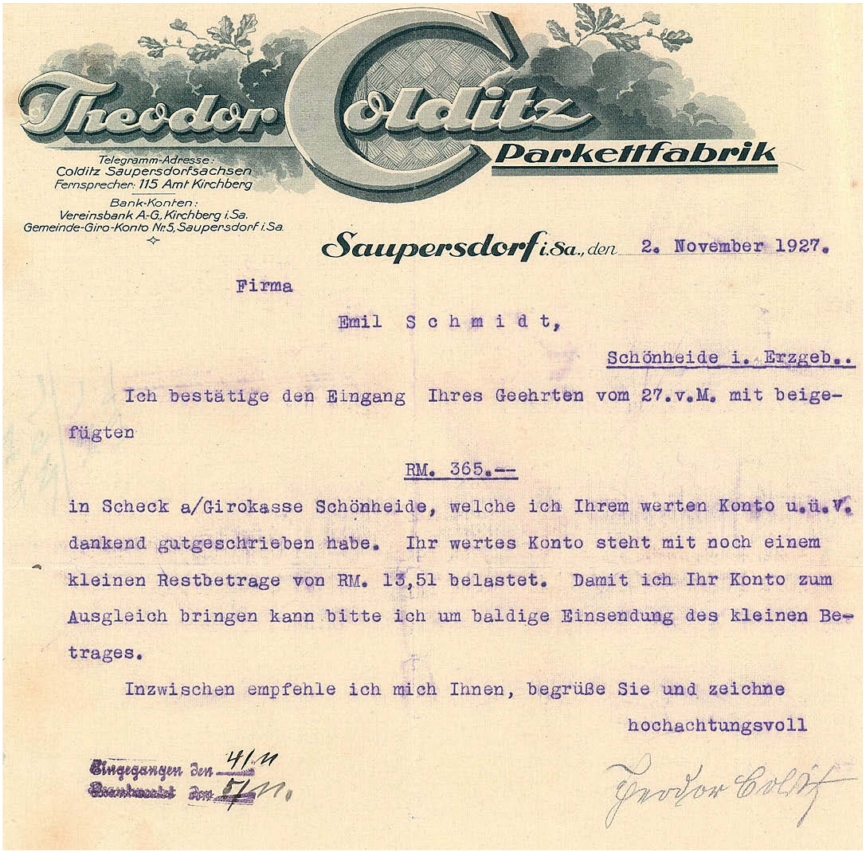 Theodor Colditz
Parkettfabrik
Telegramm-Adresse:
Colditz Saupersdorfsachsen
Fernsprecher: 115 Amt Kirchberg
Bank-Konten:
Vereinsbank A-G, Kirchberg i.Sa.
Gemeinde-Giro-Konto Nr.5, Saupersdorf i.Sa.
Saupersdorf i.Sa., den 2. November 1927.
Firma
Emil S c h m i d t,
Schönheide i. Erzgeb..
Ich bestätige den Eingang Ihres Geehrten vom 27.v.M. mit beige-
fügten
RM. 365.--
in Scheck a/Girokasse Schönheide, welche ich Ihrem werten Konto u.ü.V.
dankend gutgeschrieben habe. Ihr wertes Konto steht mit noch einem
kleinen Restbetrage von RM. 13,51 belastet. Damit ich Ihr Konto zum
Ausgleich bringen kann bitte ich um baldige Einsendung des kleinen Be-
trages.
Inzwischen empfehle ich mich Ihnen, begrüße Sie und zeichne
hochachtungsvoll
Eingegangen den 4/11
Beantwortet den 5/11.
Theodor Colditz